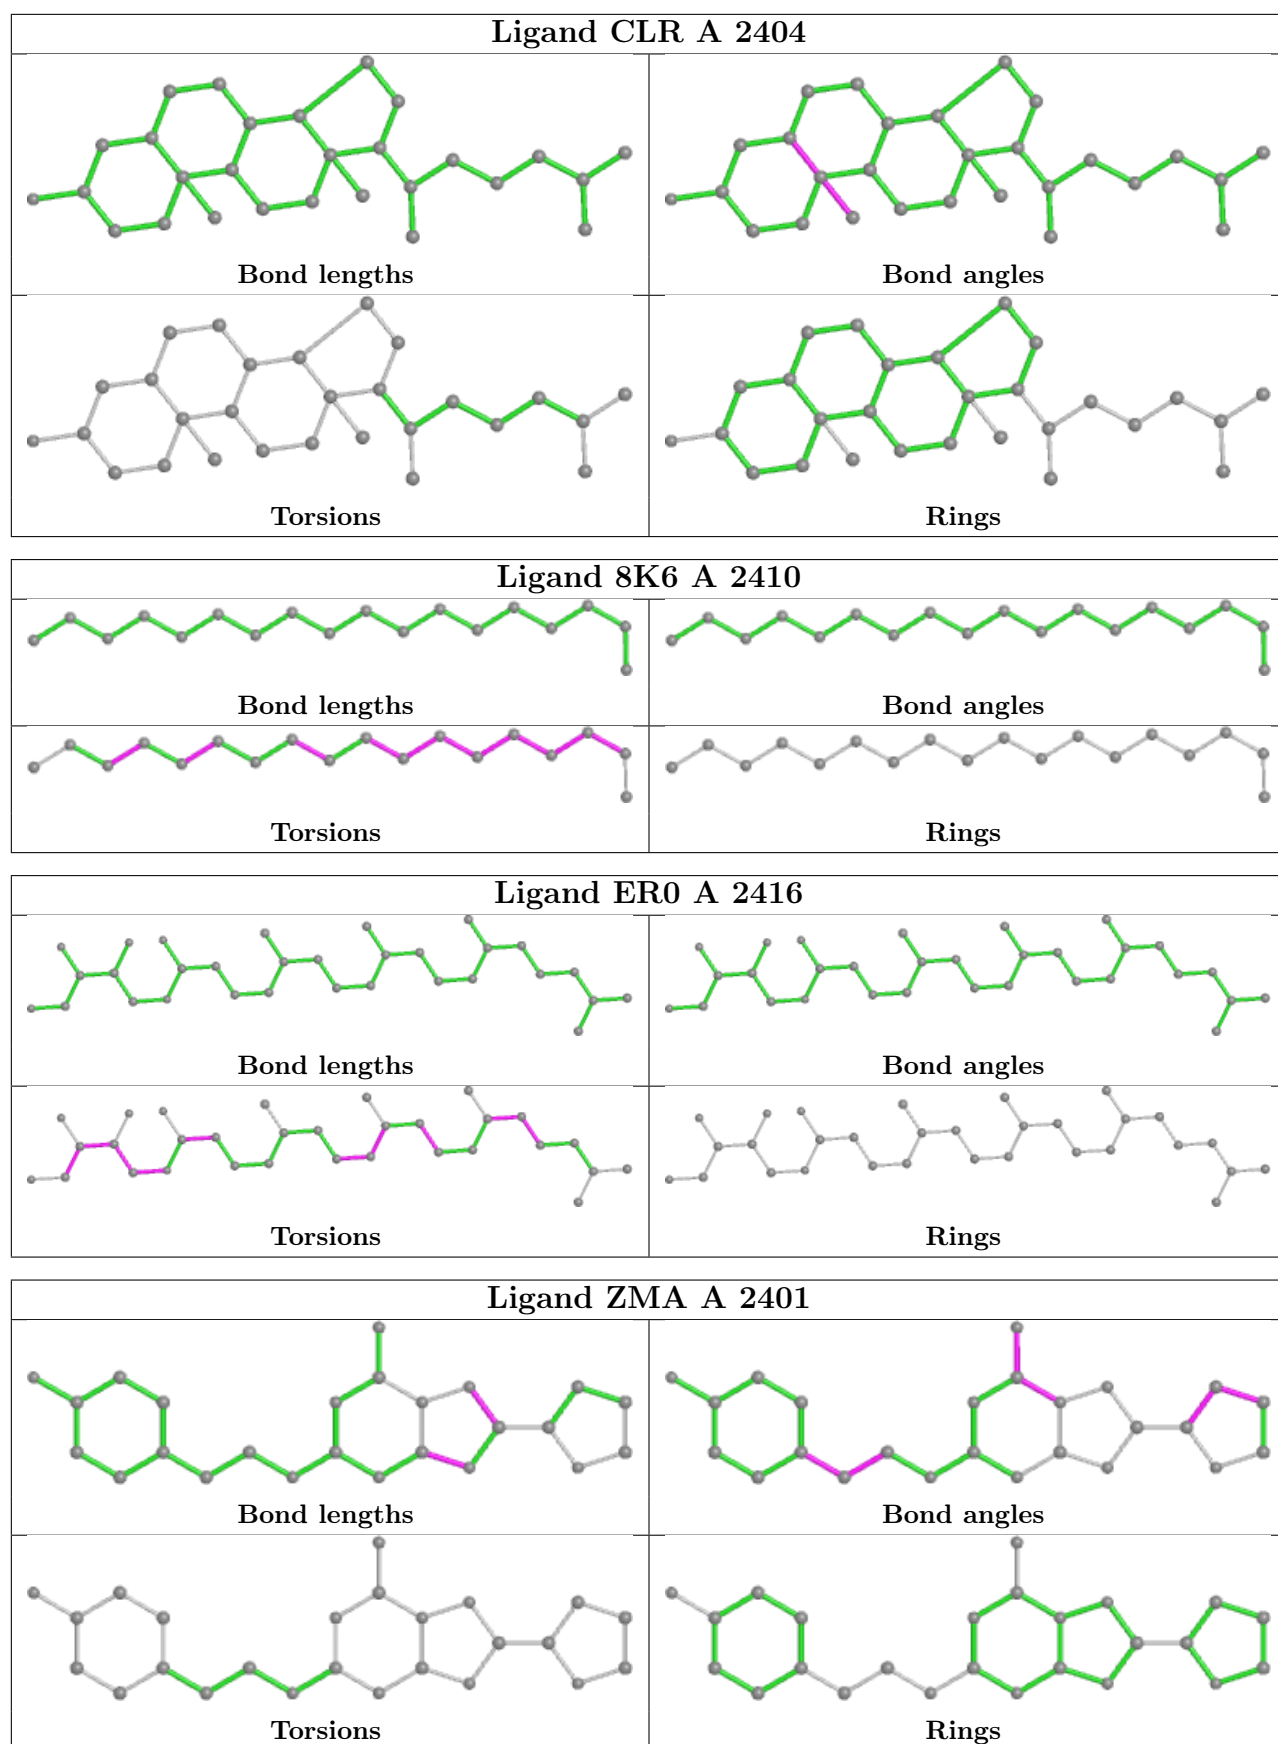 Ligand CLR A 2404
Bond lengths
Bond angles
Torsions
Rings
Ligand 8K6 A 2410
Bond lengths
Bond angles
Torsions
Rings
Ligand ER0 A 2416
Bond lengths
Bond angles
Torsions
Rings
Ligand ZMA A 2401
Bond lengths
Bond angles
Torsions
Rings